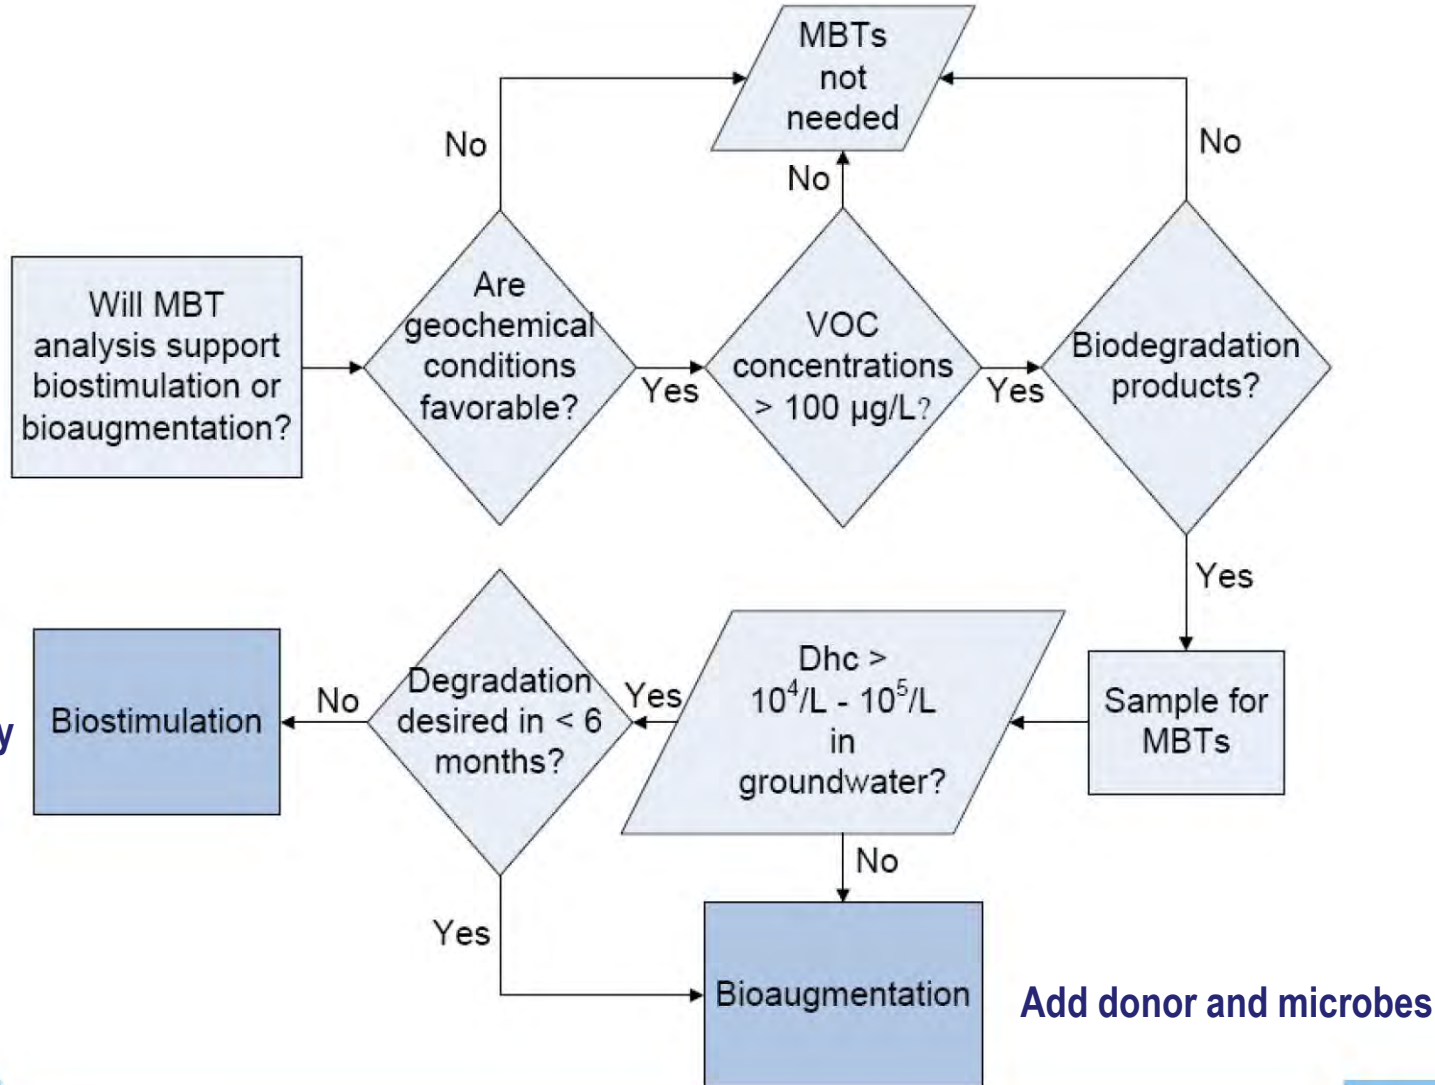 MBTs
not
needed
No
No
No
Will MBT
analysis support
biostimulation or
bioaugmentation?
Are
geochemical
conditions
favorable?
Yes
VOC
concentrations
> 100 µg/L?
Yes
Biodegradation
products?
Yes
Sample for
MBTs
Dhc >
10⁴/L - 10⁵/L
in
groundwater?
Yes
Degradation
desired in < 6
months?
No
Biostimulation
y
No
Yes
Bioaugmentation
Add donor and microbes